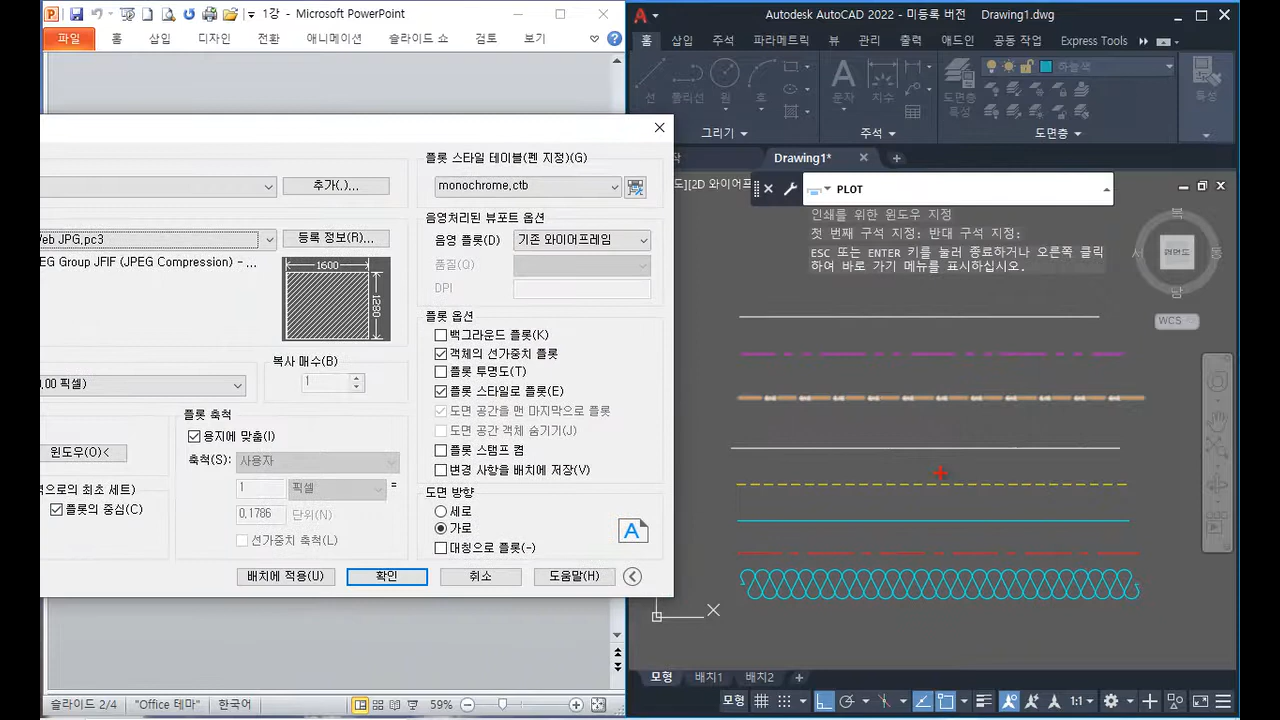 1강 - Microsoft PowerPoint
파일 홈 삽입 디자인 전환 애니메이션 슬라이드 쇼 검토 보기
추가(.)...
eb JPG.pc3
등록 정보(R)...
EG Group JFIF (JPEG Compression) - ...
1600
1280
복사 매수(B)
1
.00 픽셀)
플롯 축척
용지에 맞춤(I)
윈도우(O)<
축척(S): 사용자
1 픽셀 =
역으로의 최초 세트)
플롯의 중심(C)
0.1786 단위(N)
선가중치 축척(L)
배치에 적용(U) 확인 취소 도움말(H)
플롯 스타일 테이블(펜 지정)(G)
monochrome.ctb
음영처리된 뷰포트 옵션
음영 플롯(D) 기존 와이어프레임
품질(Q)
DPI
플롯 옵션
백그라운드 플롯(K)
객체의 선가중치 플롯
플롯 투명도(T)
플롯 스타일로 플롯(E)
도면 공간을 맨 마지막으로 플롯
도면 공간 객체 숨기기(J)
플롯 스탬프 켬
변경 사항을 배치에 저장(V)
도면 방향
세로
가로
대칭으로 플롯(-)
A
슬라이드 2/4 "Office 테마" 한국어 59%
Autodesk AutoCAD 2022 - 미등록 버전 Drawing1.dwg
홈 삽입 주석 파라메트릭 뷰 관리 출력 애드인 공동 작업 Express Tools
하늘색
선 폴리선 원 호 문자 치수 도면층 특성 특성
그리기 주석 도면층
Drawing1*
[2D 와이어프
PLOT
인쇄를 위한 윈도우 지정
첫 번째 구석 지정: 반대 구석 지정:
ESC 또는 ENTER 키를 눌러 종료하거나 오른쪽 클릭
하여 바로 가기 메뉴를 표시하십시오.
북
서 평면도 동
남
WCS
모형 배치1 배치2
모형 1:1